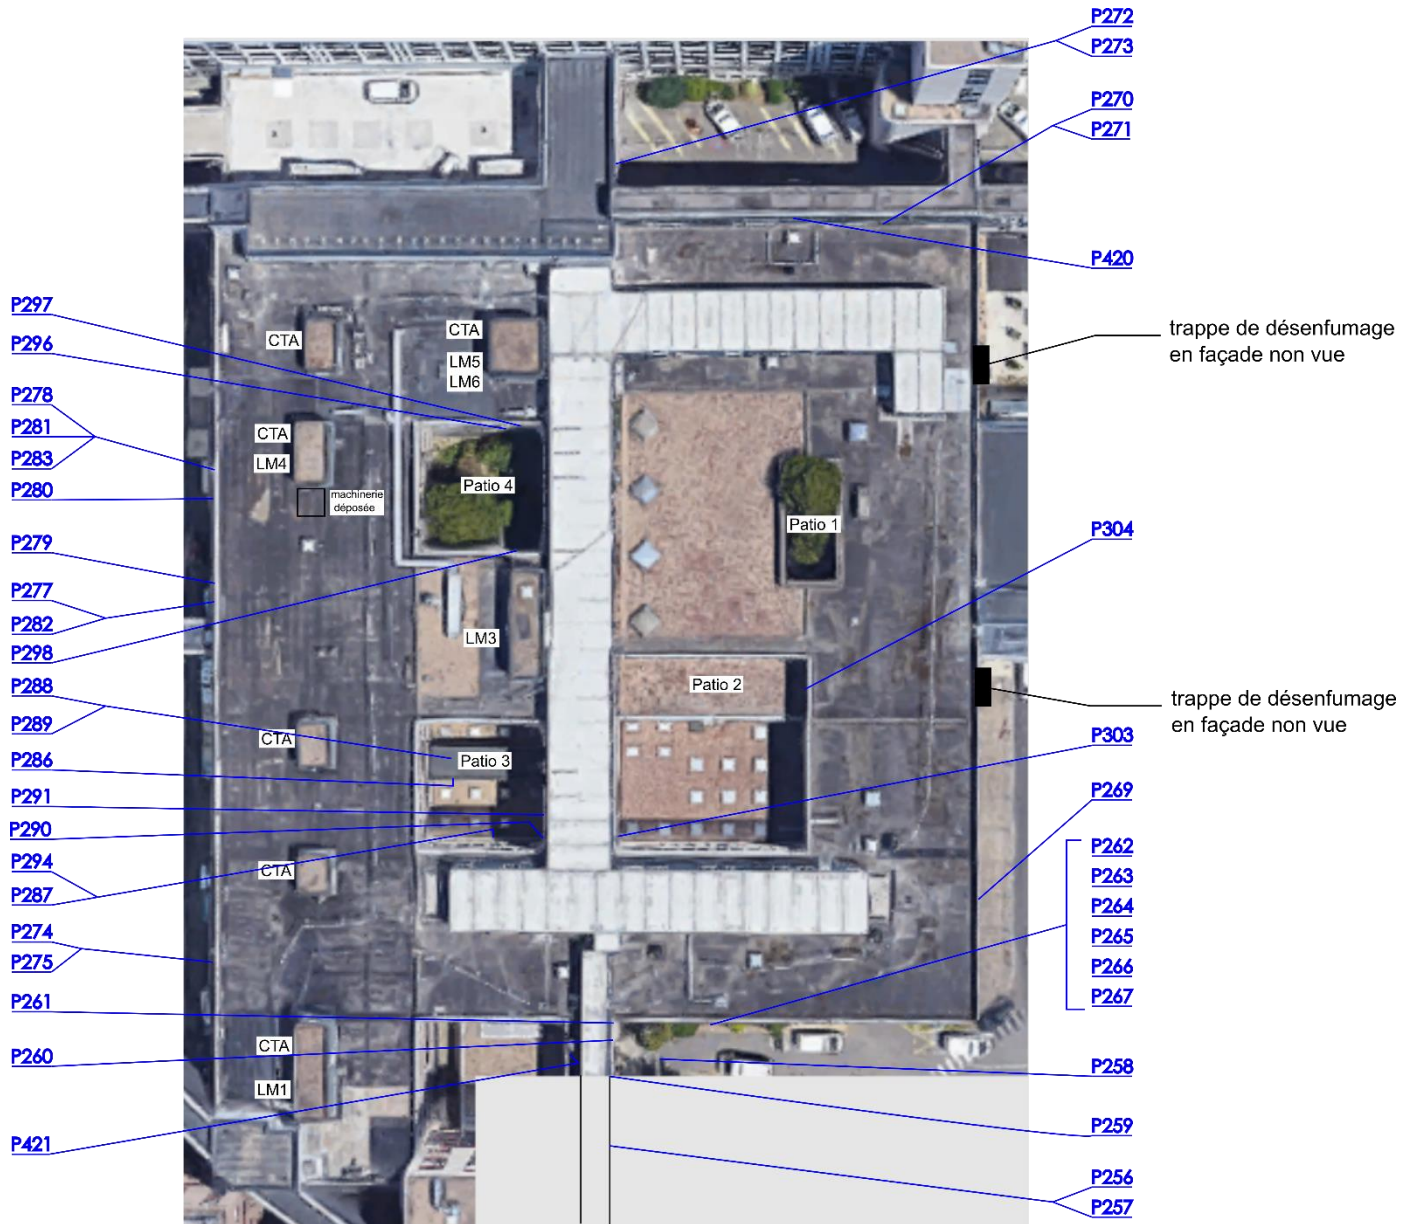 P272
P273
P270
P271
P420
P297
P296
P278
P281
P283
P280
P279
P277
P282
P298
P288
P289
P286
P291
P290
P294
P287
P274
P275
P261
P260
P421
CTA
CTA
LM5
LM6
CTA
LM4
machinerie
déposée
Patio 4
Patio 1
LM3
Patio 2
CTA
Patio 3
CTA
CTA
LM1
trappe de désenfumage
en façade non vue
P304
trappe de désenfumage
en façade non vue
P303
P269
P262
P263
P264
P265
P266
P267
P258
P259
P256
P257